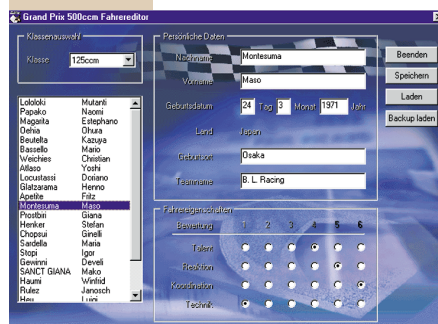 Grand Prix 500ccm Fahrereditor
Klassenauswahl
Klasse 125ccm
Lololoki Mutanti
Papako Naomi
Magarita Estephano
Oehia Ohura
Beutelta Kazuya
Bassello Mario
Weichies Christian
Atlaso Yoshi
Locustassi Doriano
Glatzarama Henno
Apetite Fritz
Montesuma Maso
Prostbiri Giana
Henker Stefan
Chopsui Ginelli
Sardella Maria
Stopi Igor
Gewinni Develi
SANCT GIANA Mako
Haumi Winfrid
Rulez Janosch
Heu Luigi
Persönliche Daten
Nachname Montesuma
Vorname Maso
Geburtsdatum 24 Tag 3 Monat 1971 Jahr
Land Japan
Geburtsort Osaka
Teamname B. L. Racing
Fahrereigenschaften
Bewertung 1 2 3 4 5 6
Talent
Reaktion
Koordination
Technik
Beenden
Speichern
Laden
Backup laden